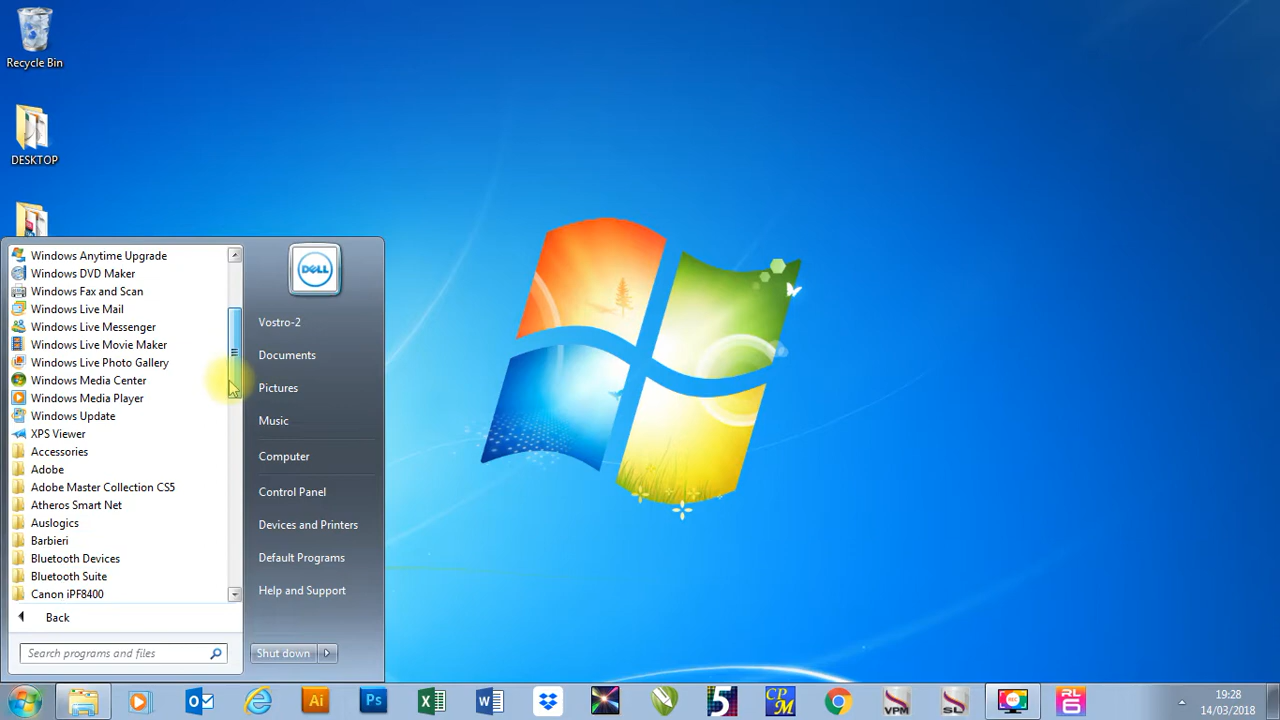 Recycle Bin
DESKTOP
Windows Anytime Upgrade
Windows DVD Maker
Windows Fax and Scan
Windows Live Mail
Windows Live Messenger
Windows Live Movie Maker
Windows Live Photo Gallery
Windows Media Center
Windows Media Player
Windows Update
XPS Viewer
Accessories
Adobe
Adobe Master Collection CS5
Atheros Smart Net
Auslogics
Barbieri
Bluetooth Devices
Bluetooth Suite
Canon iPF8400
Back
Search programs and files
DELL
Vostro-2
Documents
Pictures
Music
Computer
Control Panel
Devices and Printers
Default Programs
Help and Support
Shut down
Ai
Ps
5
CP
M
VPM
SL
RL
6
19:28
14/03/2018